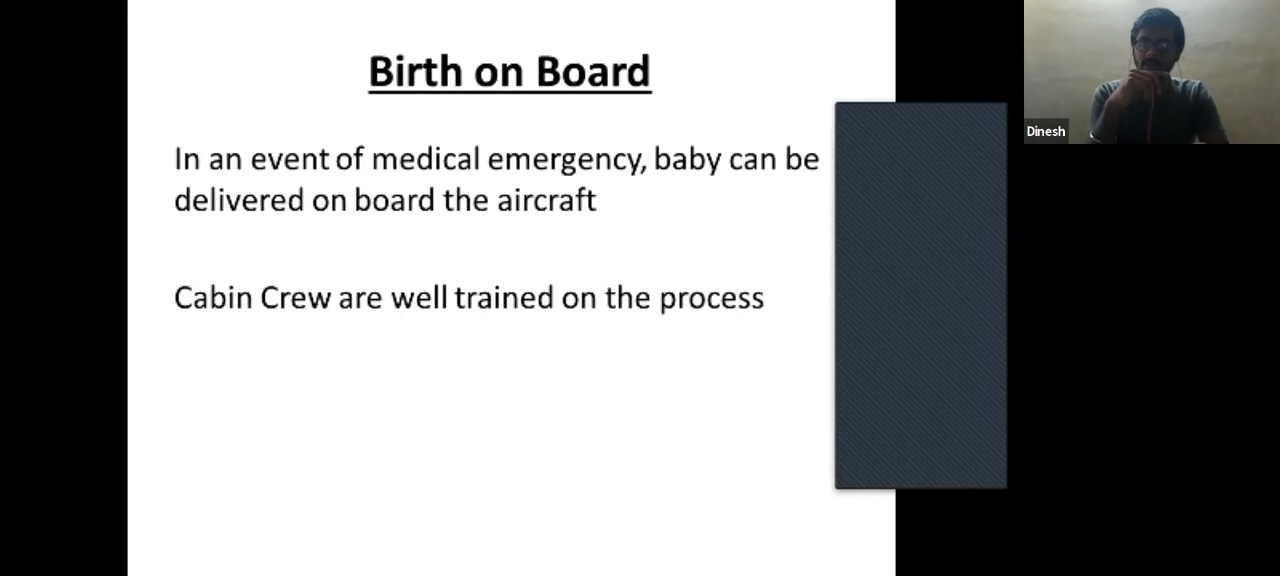 Birth on Board
In an event of medical emergency, baby can be
delivered on board the aircraft
Cabin Crew are well trained on the process
Dinesh